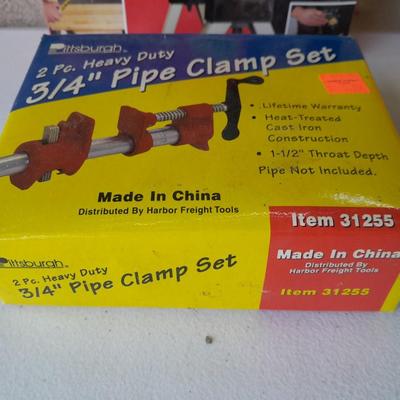 Pittsburgh
2 Pc. Heavy Duty
3/4" Pipe Clamp Set
• Lifetime Warranty
• Heat-Treated
Cast Iron
Construction
• 1-1/2" Throat Depth
Pipe Not Included.
Made In China
Distributed By Harbor Freight Tools
Item 31255
Pittsburgh
2 Pc. Heavy Duty
3/4" Pipe Clamp Set
Made In China
Distributed By
Harbor Freight Tools
Item 31255